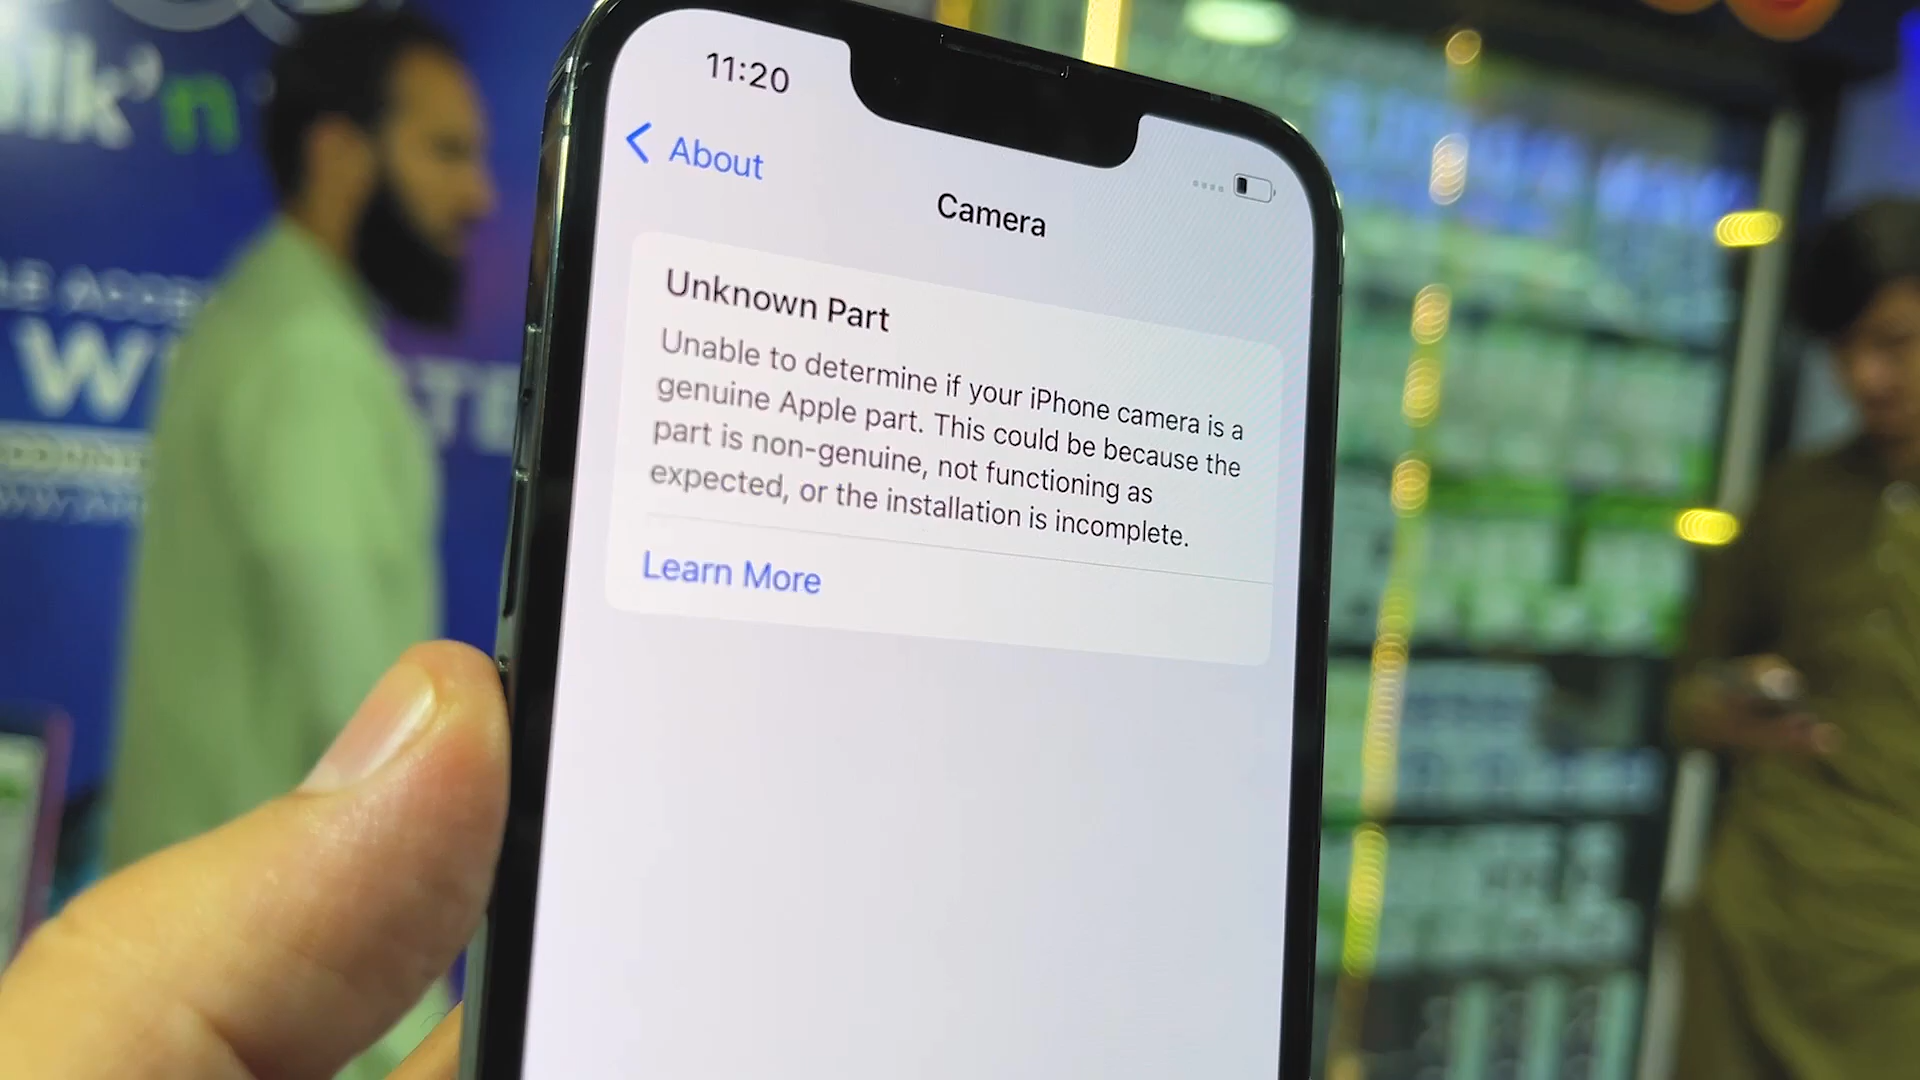 11:20
About
Camera
Unknown Part
Unable to determine if your iPhone camera is a
genuine Apple part. This could be because the
part is non-genuine, not functioning as
expected, or the installation is incomplete.
Learn More
lk'n